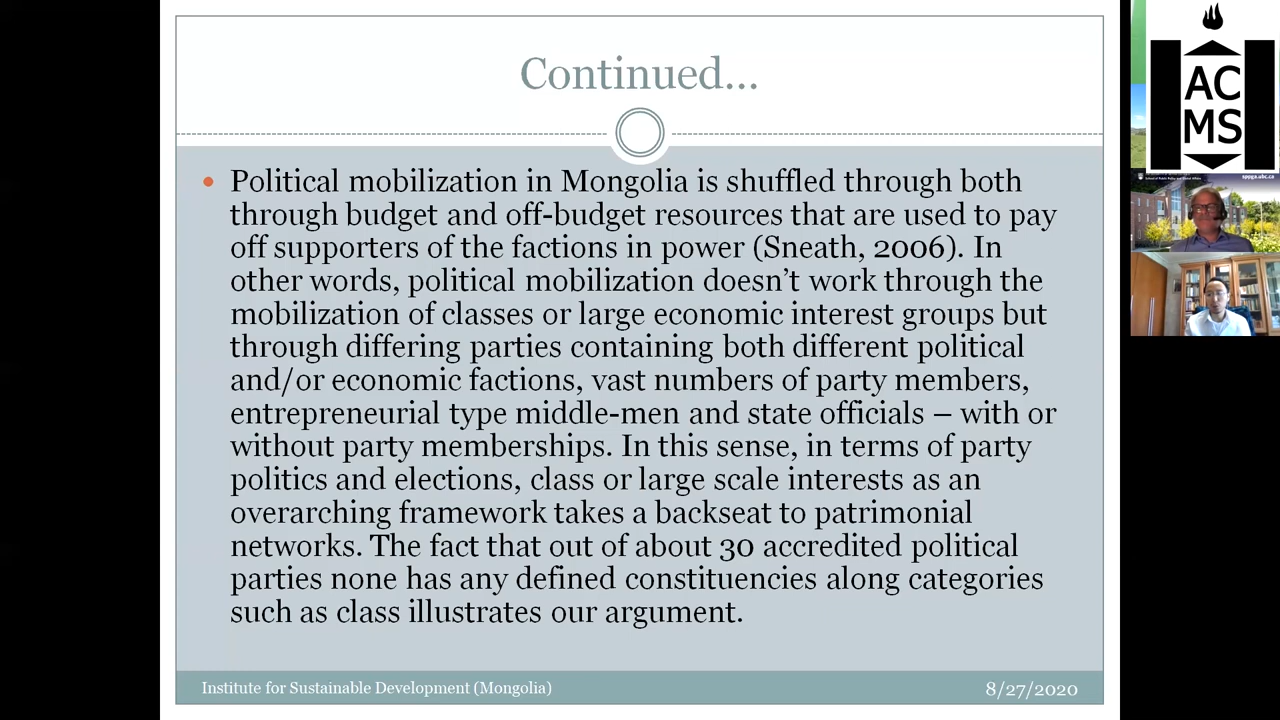 Continued...
• Political mobilization in Mongolia is shuffled through both
through budget and off-budget resources that are used to pay
off supporters of the factions in power (Sneath, 2006). In
other words, political mobilization doesn't work through the
mobilization of classes or large economic interest groups but
through differing parties containing both different political
and/or economic factions, vast numbers of party members,
entrepreneurial type middle-men and state officials – with or
without party memberships. In this sense, in terms of party
politics and elections, class or large scale interests as an
overarching framework takes a backseat to patrimonial
networks. The fact that out of about 30 accredited political
parties none has any defined constituencies along categories
such as class illustrates our argument.
Institute for Sustainable Development (Mongolia)
8/27/2020
AC
MS
sppga.ubc.ca